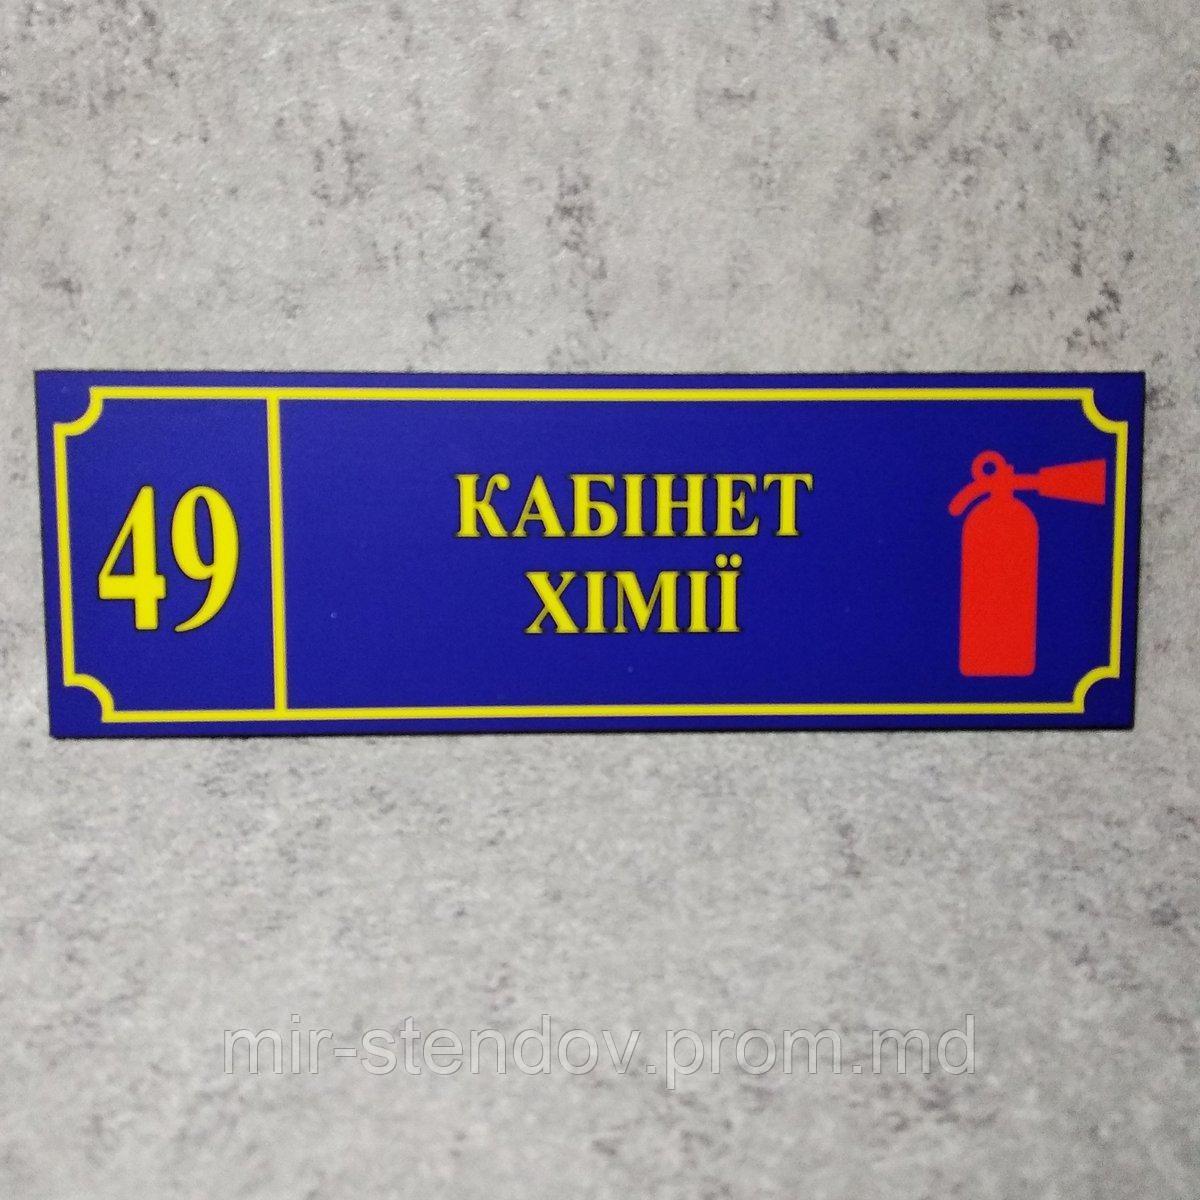 49
КАБІНЕТ
ХІМІЇ
mir-stendov.prom.md